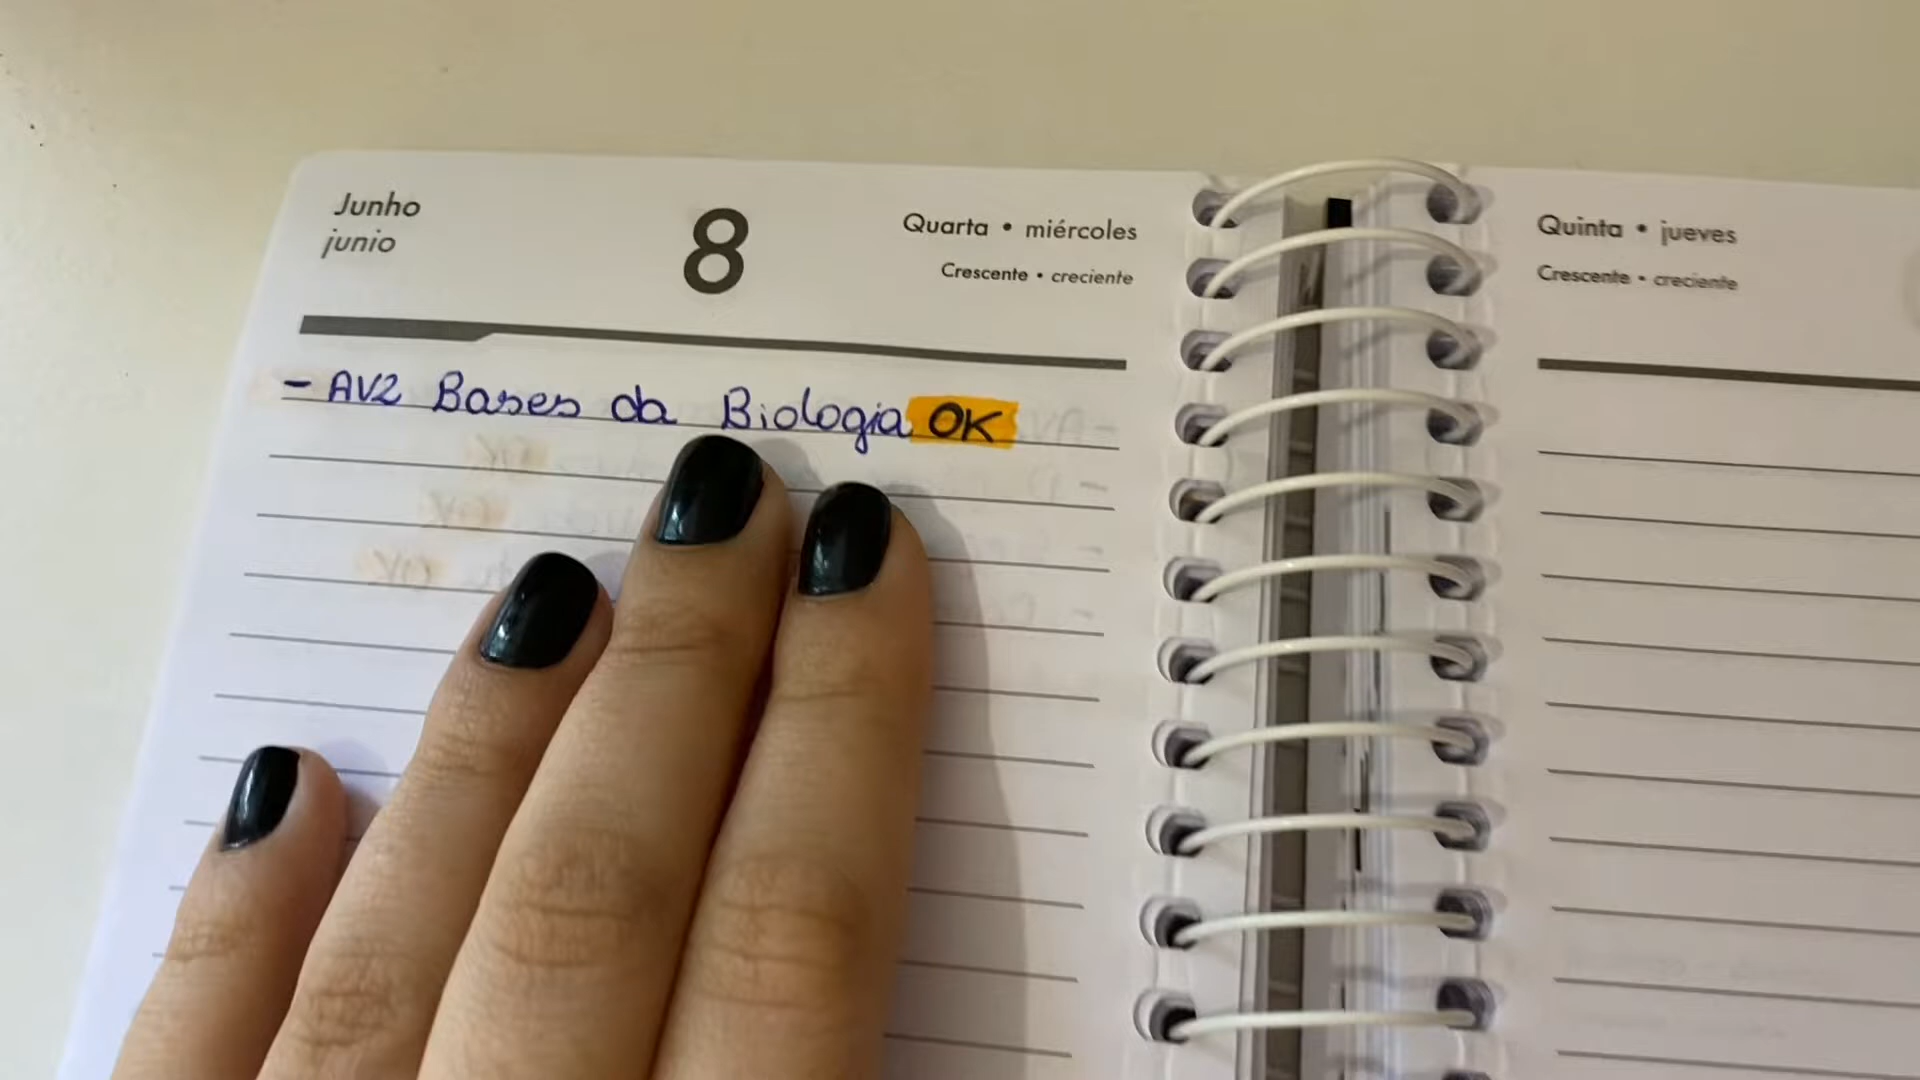 Junho
junio
8
Quarta • miércoles
Crescente • creciente
- AV2 Bases da Biologia OK
Quinta • jueves
Crescente • creciente